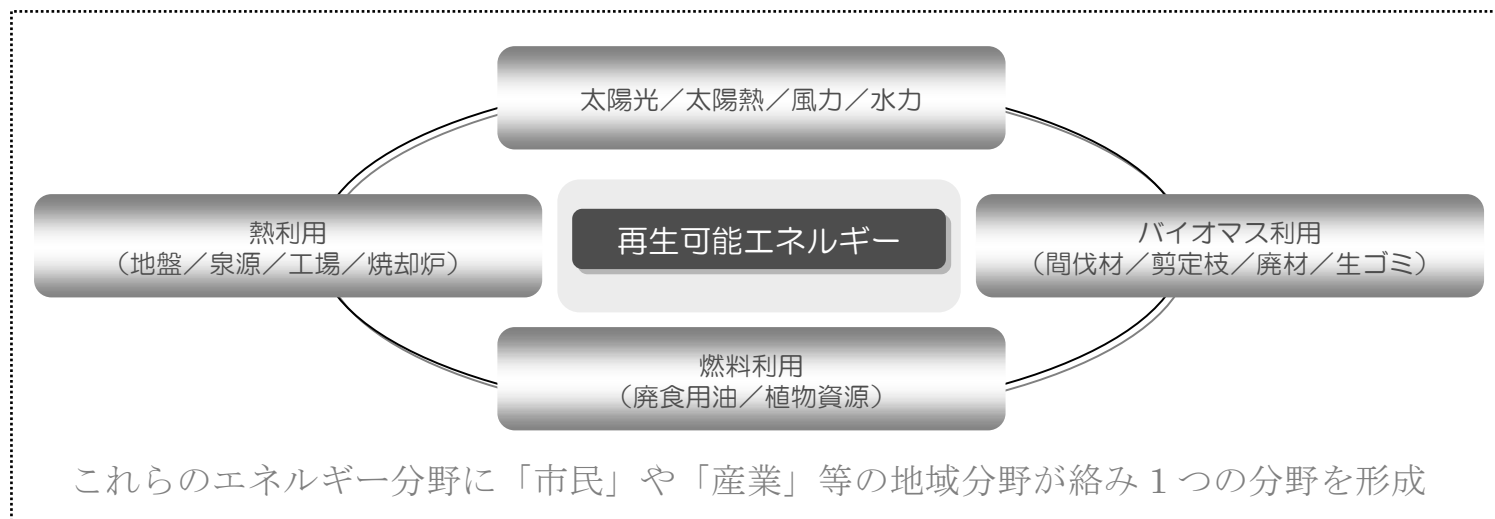 太陽光／太陽熱／風力／水力
熱利用
（地盤／泉源／工場／焼却炉）
再生可能エネルギー
バイオマス利用
（間伐材／剪定枝／廃材／生ゴミ）
燃料利用
（廃食用油／植物資源）
これらのエネルギー分野に「市民」や「産業」等の地域分野が絡み１つの分野を形成